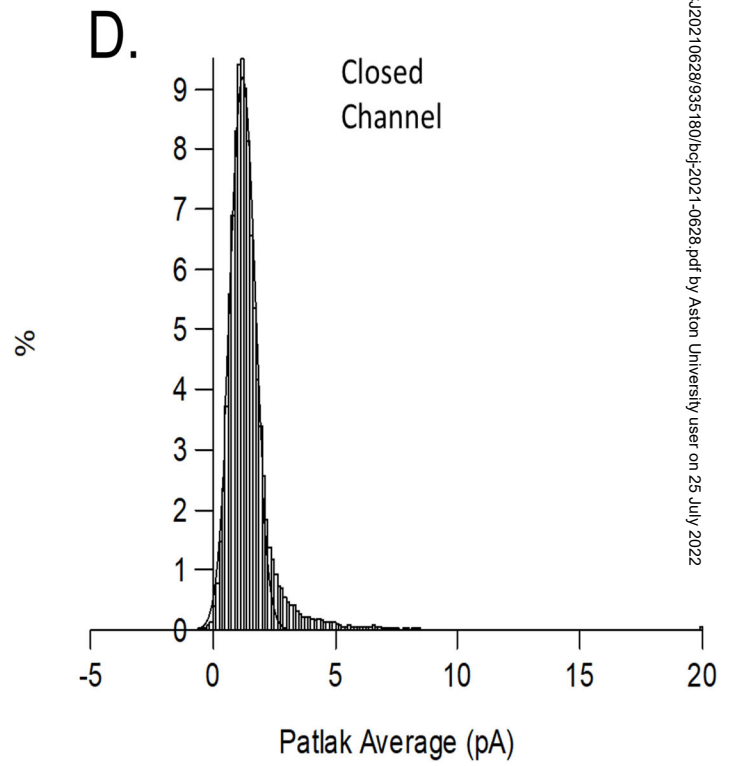 D.
Closed
Channel
9
8
7
6
5
4
3
2
1
0
%
-5 0 5 10 15 20
Patlak Average (pA)
J20210628/935180/bcj-2021-0628.pdf by Aston University user on 25 July 2022